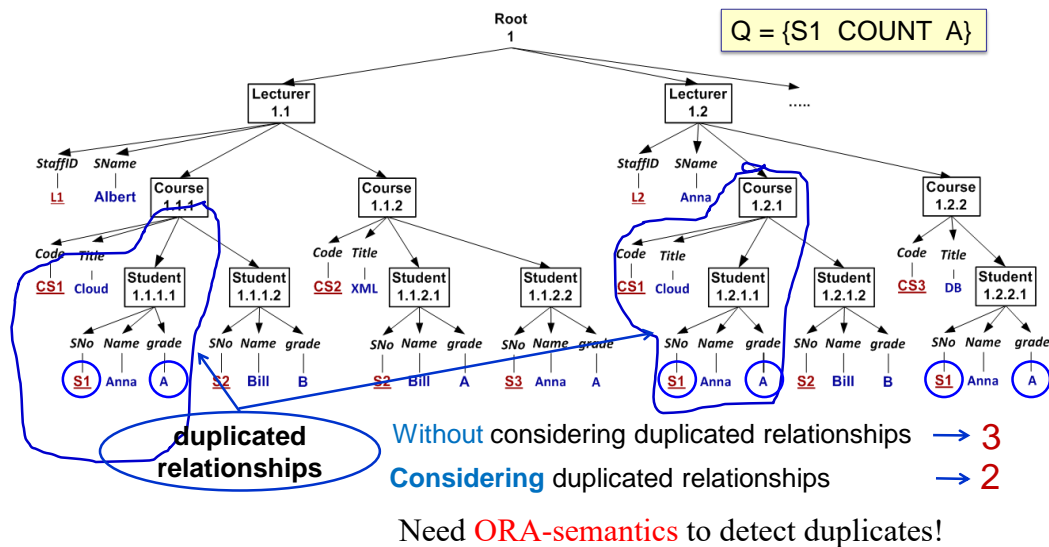 Root
1
Q = {S1 COUNT A}
Lecturer
1.1
Lecturer
1.2
.....
StaffID SName
L1 Albert
StaffID SName
L2 Anna
Course
1.1.1
Course
1.1.2
Course
1.2.1
Course
1.2.2
Code Title
CS1 Cloud
Code Title
CS2 XML
Code Title
CS1 Cloud
Code Title
CS3 DB
Student
1.1.1.1
Student
1.1.1.2
Student
1.1.2.1
Student
1.1.2.2
Student
1.2.1.1
Student
1.2.1.2
Student
1.2.2.1
SNo Name grade
S1 Anna A
SNo Name grade
S2 Bill B
SNo Name grade
S2 Bill A
SNo Name grade
S3 Anna A
SNo Name grade
S1 Anna A
SNo Name grade
S2 Bill B
SNo Name grade
S1 Anna A
duplicated
relationships
Without considering duplicated relationships 3
Considering duplicated relationships 2
Need ORA-semantics to detect duplicates!